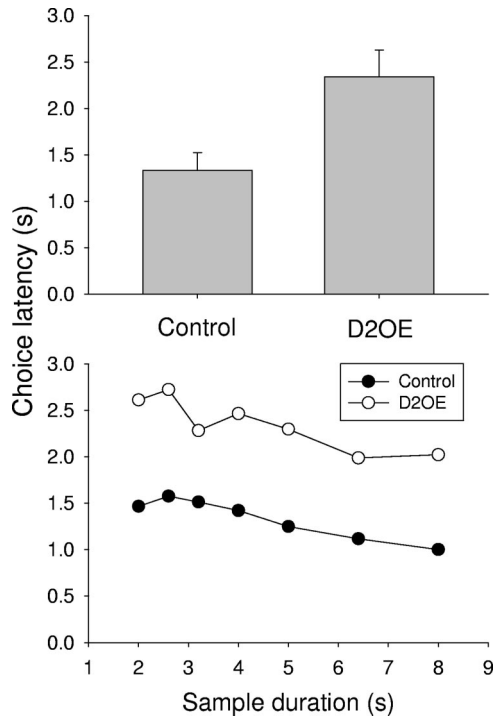 3.0
2.5
2.0
1.5
1.0
0.5
0.0
Control D2OE
Choice latency (s)
3.0
2.5
2.0
1.5
1.0
0.5
0.0
Control
D2OE
1 2 3 4 5 6 7 8 9
Sample duration (s)